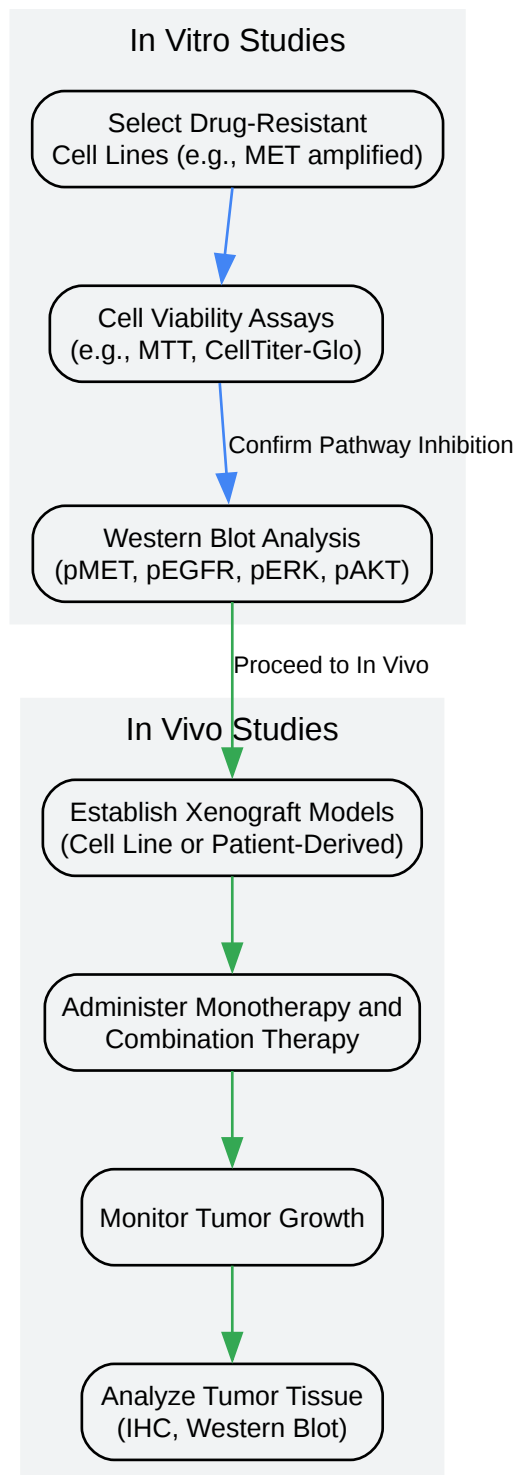 In Vitro Studies
Select Drug-Resistant
Cell Lines (e.g., MET amplified)
Cell Viability Assays
(e.g., MTT, CellTiter-Glo)
Confirm Pathway Inhibition
Western Blot Analysis
(pMET, pEGFR, pERK, pAKT)
Proceed to In Vivo
In Vivo Studies
Establish Xenograft Models
(Cell Line or Patient-Derived)
Administer Monotherapy and
Combination Therapy
Monitor Tumor Growth
Analyze Tumor Tissue
(IHC, Western Blot)